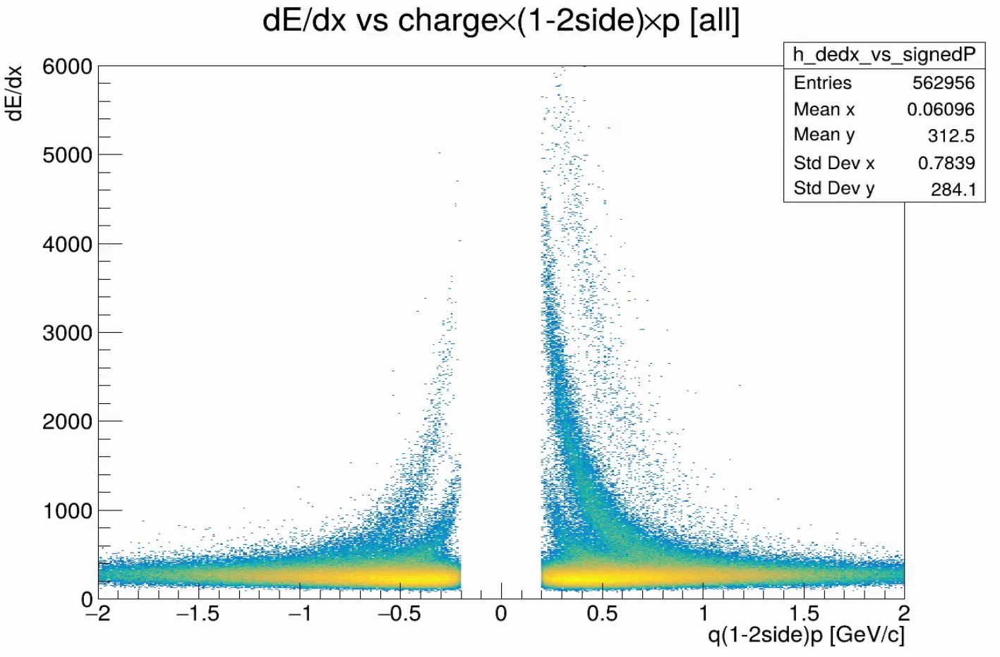 dE/dx vs charge×(1-2side)×p [all]
h_dedx_vs_signedP
Entries 562956
Mean x 0.06096
Mean y 312.5
Std Dev x 0.7839
Std Dev y 284.1
dE/dx
6000
5000
4000
3000
2000
1000
0
−2 −1.5 −1 −0.5 0 0.5 1 1.5 2
q(1-2side)p [GeV/c]